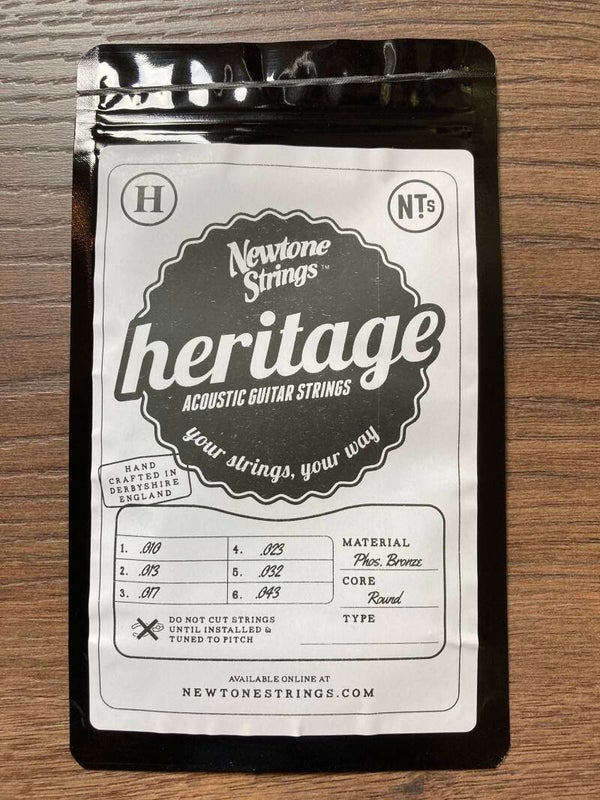 H
NTs
Newtone
Strings™
heritage
ACOUSTIC GUITAR STRINGS
your strings, your way
HAND
CRAFTED IN
DERBYSHIRE
ENGLAND
1. .010
2. .013
3. .017
4. .023
5. .032
6. .043
MATERIAL
Phos. Bronze
CORE
Round
TYPE
DO NOT CUT STRINGS
UNTIL INSTALLED &
TUNED TO PITCH
AVAILABLE ONLINE AT
NEWTONESTRINGS.COM